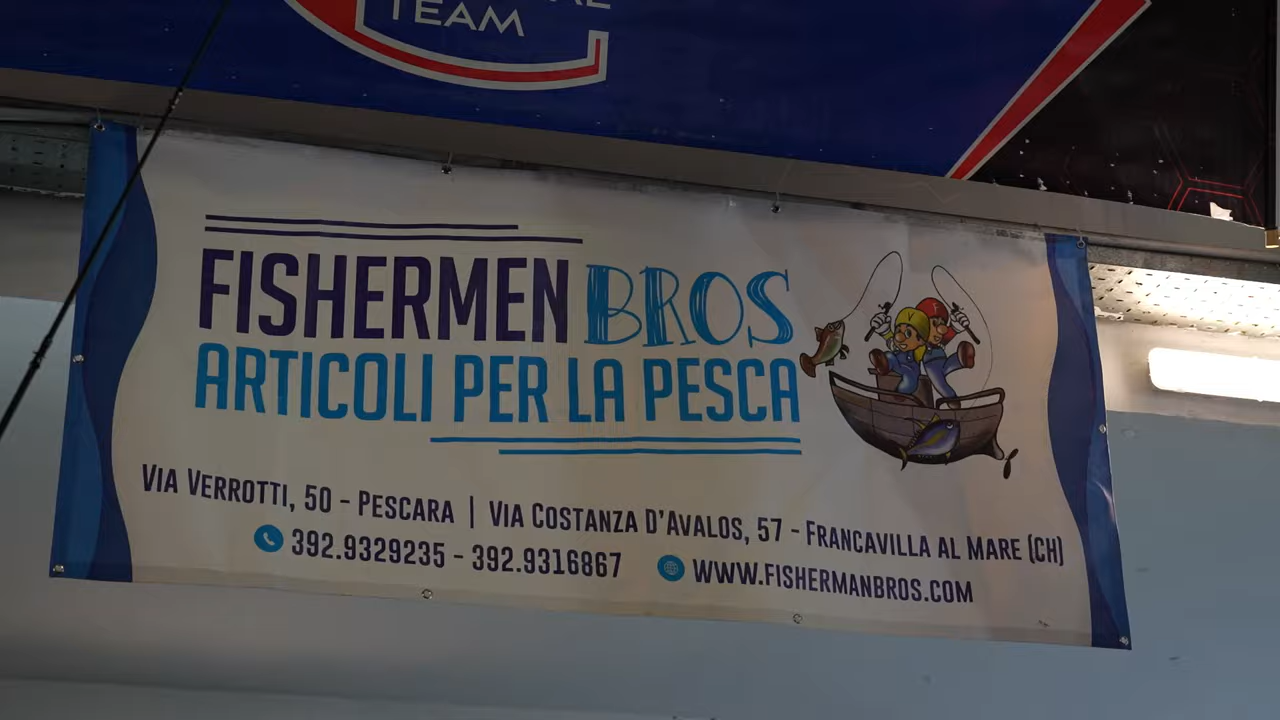 TEAM
FISHERMEN BROS
ARTICOLI PER LA PESCA
VIA VERROTTI, 50 - PESCARA | VIA COSTANZA D'AVALOS, 57 - FRANCAVILLA AL MARE (CH)
392.9329235 - 392.9316867 WWW.FISHERMANBROS.COM